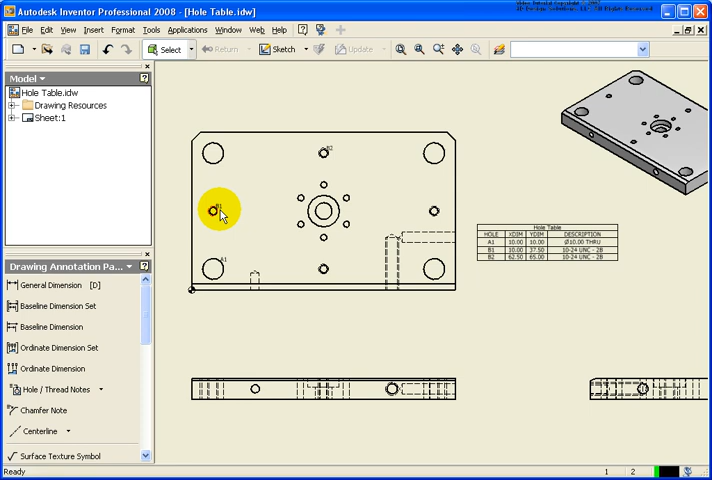 Autodesk Inventor Professional 2008 - [Hole Table.idw]
File Edit View Insert Format Tools Applications Window Web Help
Select Return Sketch Update
Model
Hole Table.idw
Drawing Resources
Sheet:1
Drawing Annotation Pa...
General Dimension [D]
Baseline Dimension Set
Baseline Dimension
Ordinate Dimension Set
Ordinate Dimension
Hole / Thread Notes
Chamfer Note
Centerline
Surface Texture Symbol
B2
B1
A1
Hole Table
HOLE XDIM YDIM DESCRIPTION
A1 10.00 10.00 Ø10.00 THRU
B1 10.00 37.50 10-24 UNC - 2B
B2 62.50 65.00 10-24 UNC - 2B
Ready
1 2